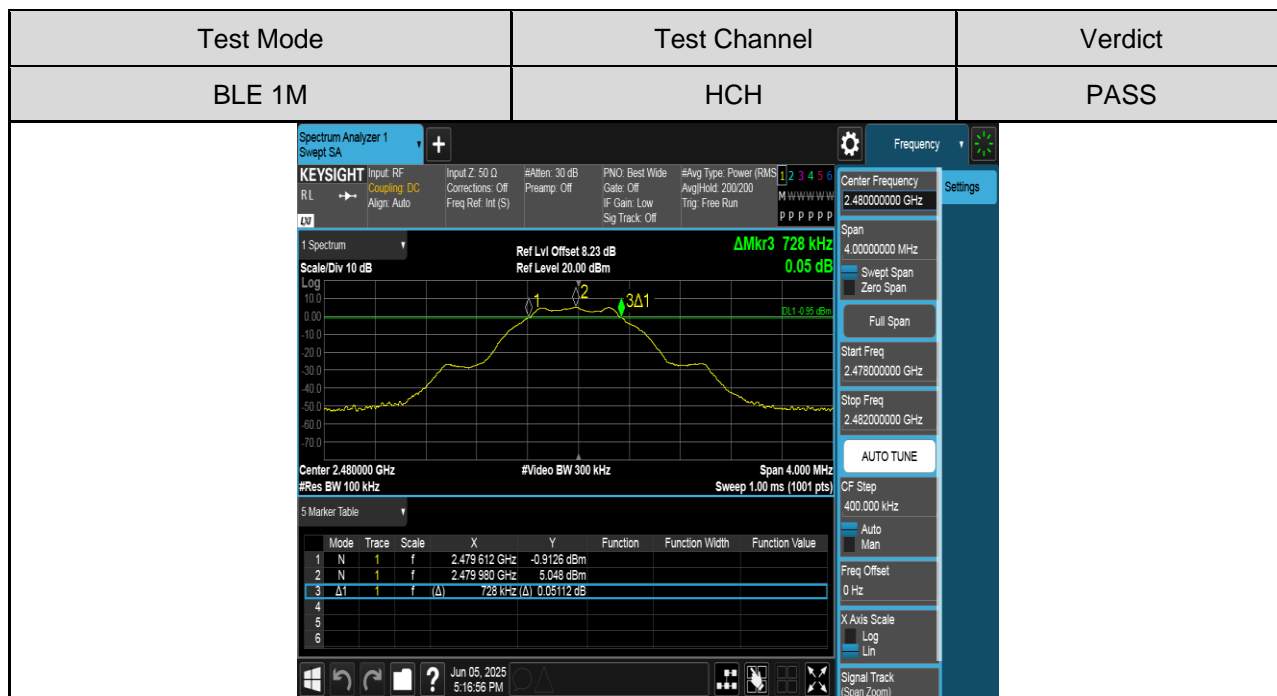 Test Mode Test Channel Verdict
BLE 1M HCH PASS
Spectrum Analyzer 1
Swept SA
+
Frequency
KEYSIGHT
RL
LXI
Input: RF
Coupling: DC
Align: Auto
Input Z: 50 Ω
Corrections: Off
Freq Ref: Int (S)
#Atten: 30 dB
Preamp: Off
PNO: Best Wide
Gate: Off
IF Gain: Low
Sig Track: Off
#Avg Type: Power (RMS
Avg|Hold: 200/200
Trig: Free Run
1 2 3 4 5 6
M W W W W W
P P P P P P
1 Spectrum
Scale/Div 10 dB
Ref Lvl Offset 8.23 dB
Ref Level 20.00 dBm
ΔMkr3 728 kHz
0.05 dB
Log
10.0
0.00
-10.0
-20.0
-30.0
-40.0
-50.0
-60.0
-70.0
1
2
3Δ1
DL1 -0.95 dBm
Center 2.480000 GHz #Video BW 300 kHz Span 4.000 MHz
#Res BW 100 kHz Sweep 1.00 ms (1001 pts)
5 Marker Table
Mode Trace Scale X Y Function Function Width Function Value
1 N 1 f 2.479 612 GHz -0.9126 dBm
2 N 1 f 2.479 980 GHz 5.048 dBm
3 Δ1 1 f (Δ) 728 kHz (Δ) 0.05112 dB
4
5
6
?
Jun 05, 2025
5:16:56 PM
Center Frequency
2.480000000 GHz
Settings
Span
4.00000000 MHz
Swept Span
Zero Span
Full Span
Start Freq
2.478000000 GHz
Stop Freq
2.482000000 GHz
AUTO TUNE
CF Step
400.000 kHz
Auto
Man
Freq Offset
0 Hz
X Axis Scale
Log
Lin
Signal Track
(Span Zoom)